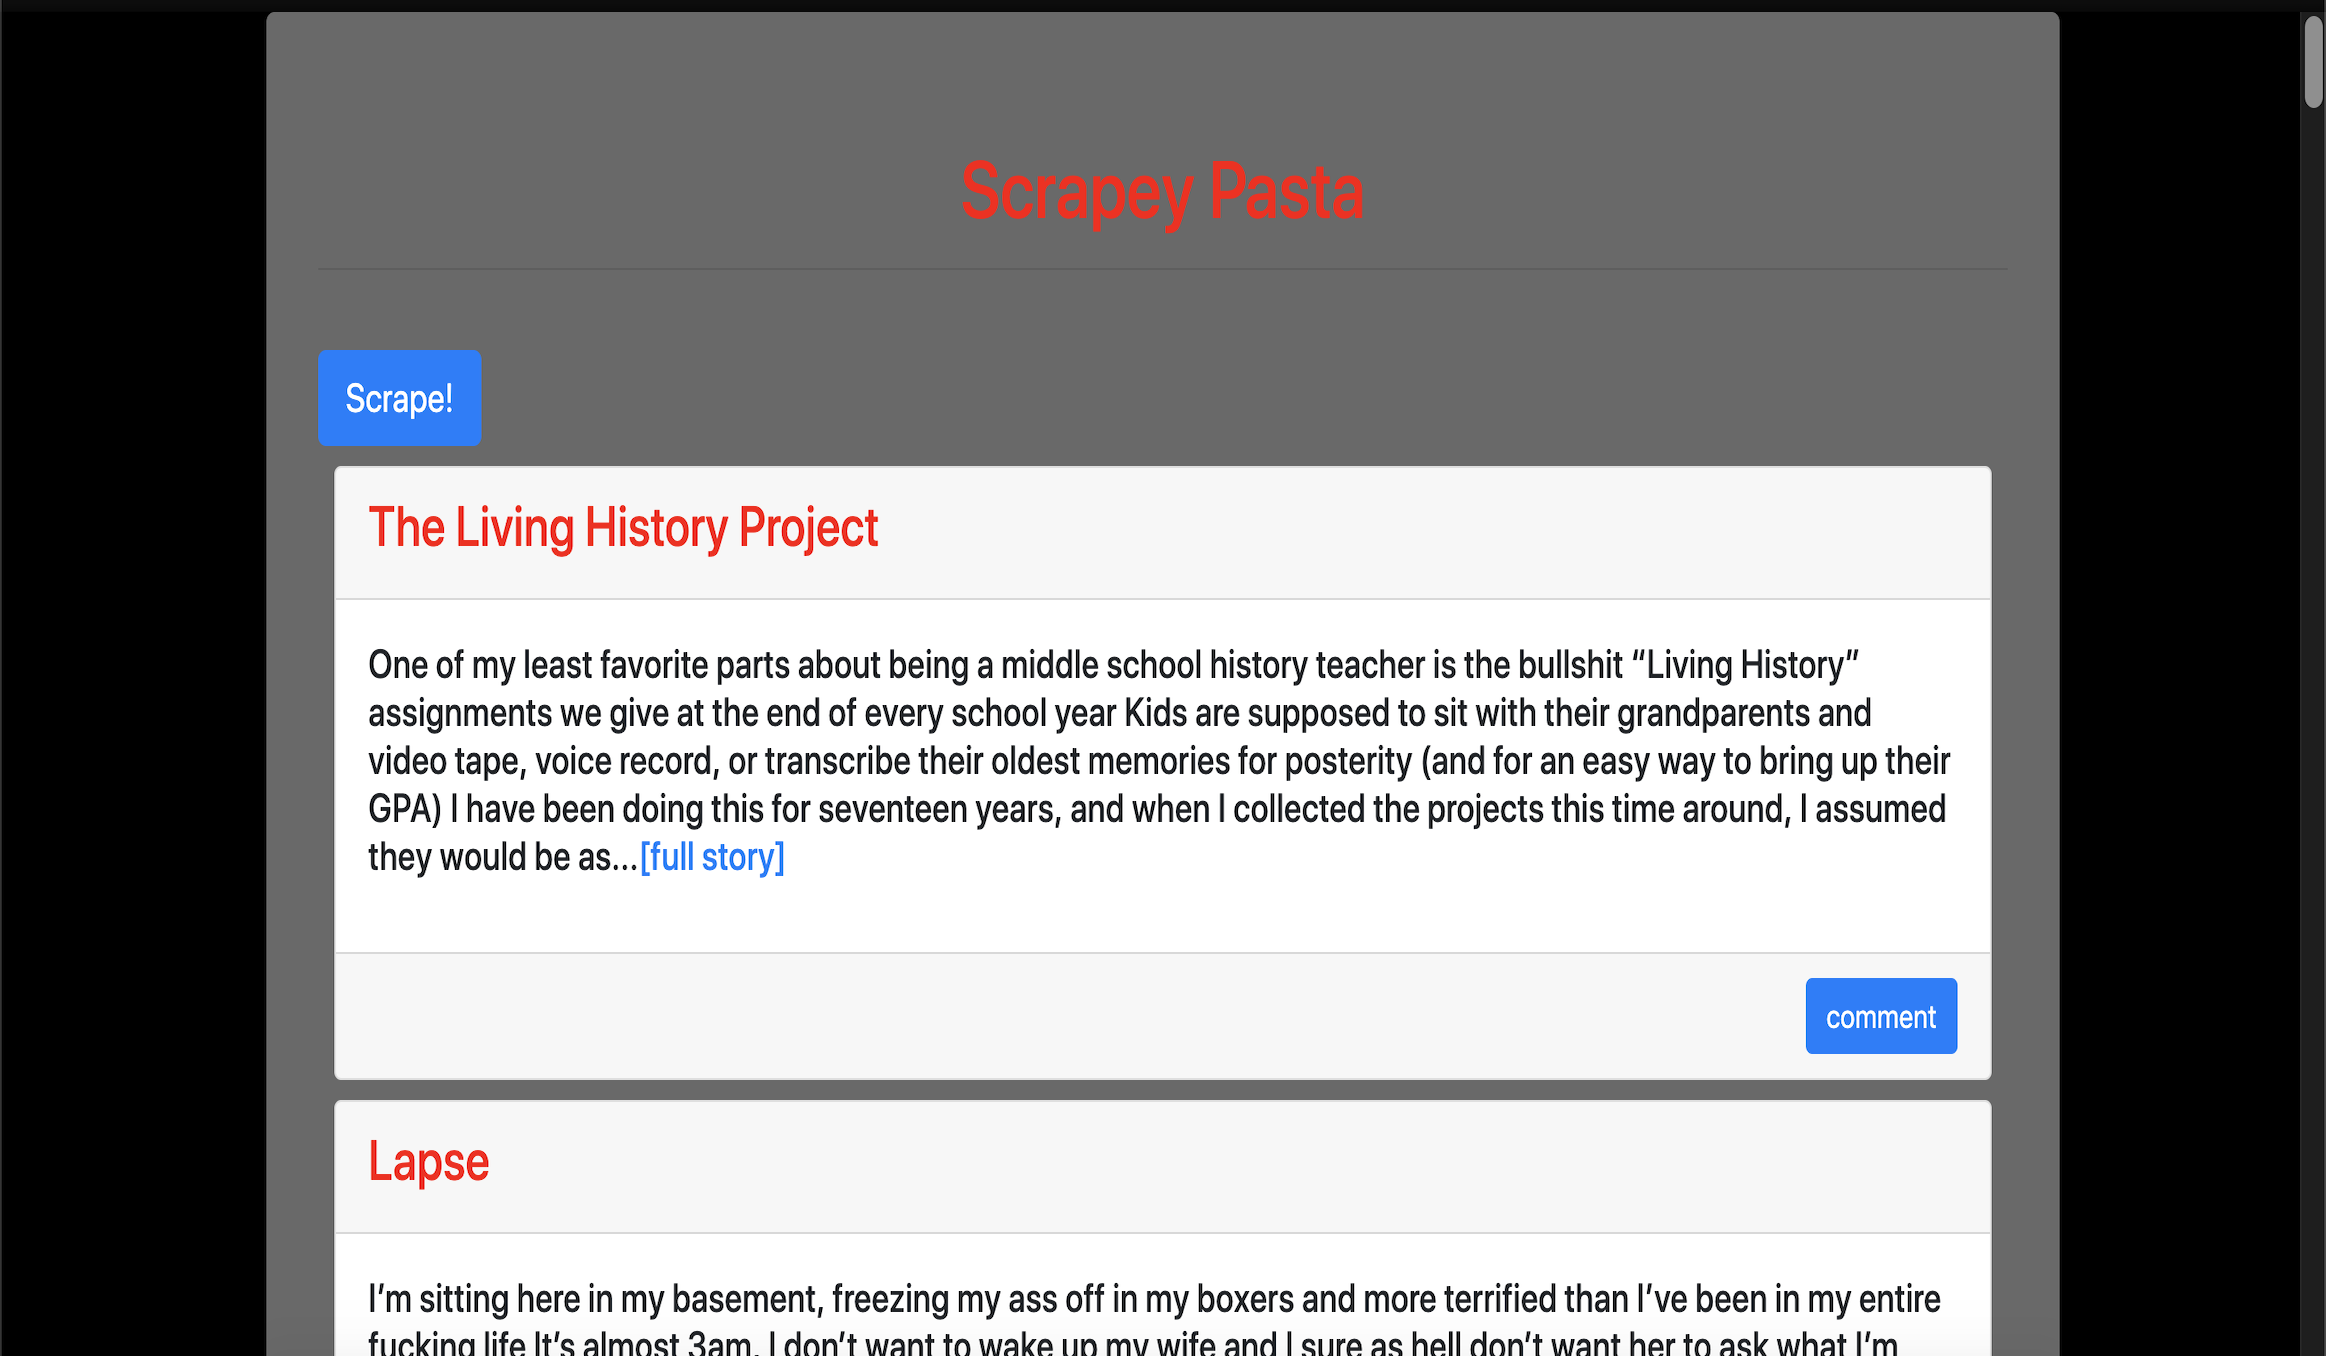 Scrapey Pasta
Scrape!
The Living History Project
One of my least favorite parts about being a middle school history teacher is the bullshit “Living History”
assignments we give at the end of every school year Kids are supposed to sit with their grandparents and
video tape, voice record, or transcribe their oldest memories for posterity (and for an easy way to bring up their
GPA) I have been doing this for seventeen years, and when I collected the projects this time around, I assumed
they would be as...[full story]
comment
Lapse
I’m sitting here in my basement, freezing my ass off in my boxers and more terrified than I’ve been in my entire
fucking life It’s almost 3am, I don’t want to wake up my wife and I sure as hell don’t want her to ask what I’m